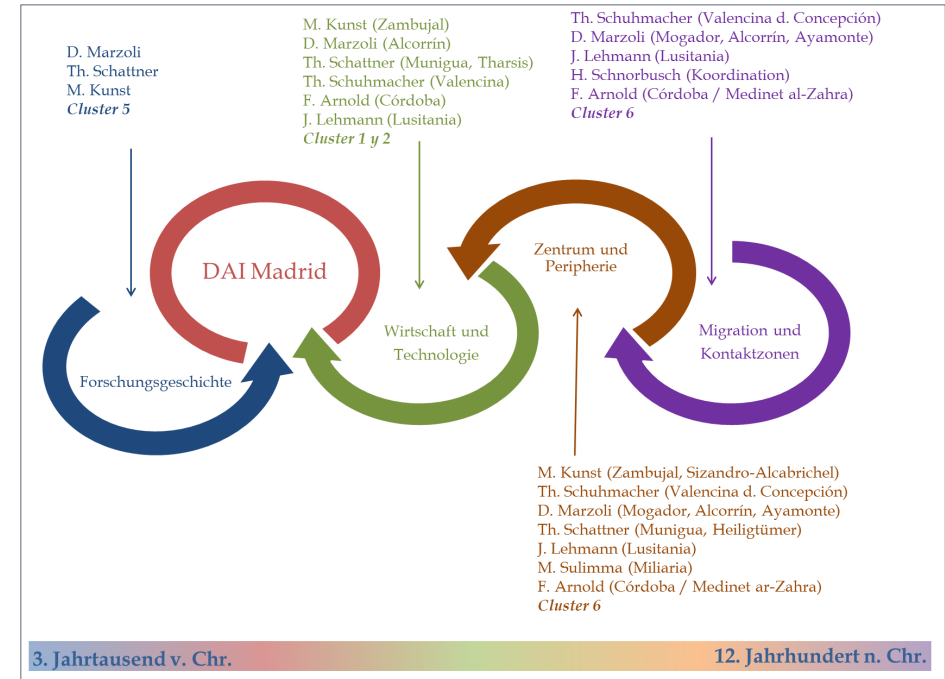 D. Marzoli
Th. Schattner
M. Kunst
Cluster 5
M. Kunst (Zambujal)
D. Marzoli (Alcorrín)
Th. Schattner (Munigua, Tharsis)
Th. Schuhmacher (Valencina)
F. Arnold (Córdoba)
J. Lehmann (Lusitania)
Cluster 1 y 2
Th. Schuhmacher (Valencina d. Concepción)
D. Marzoli (Mogador, Alcorrín, Ayamonte)
J. Lehmann (Lusitania)
H. Schnorbusch (Koordination)
F. Arnold (Córdoba / Medinet al-Zahra)
Cluster 6
DAI Madrid
Forschungsgeschichte
Wirtschaft und
Technologie
Zentrum und
Peripherie
Migration und
Kontaktzonen
M. Kunst (Zambujal, Sizandro-Alcabrichel)
Th. Schuhmacher (Valencina d. Concepción)
D. Marzoli (Mogador, Alcorrín, Ayamonte)
Th. Schattner (Munigua, Heiligtümer)
J. Lehmann (Lusitania)
M. Sulimma (Miliaria)
F. Arnold (Córdoba / Medinet ar-Zahra)
Cluster 6
3. Jahrtausend v. Chr.
12. Jahrhundert n. Chr.